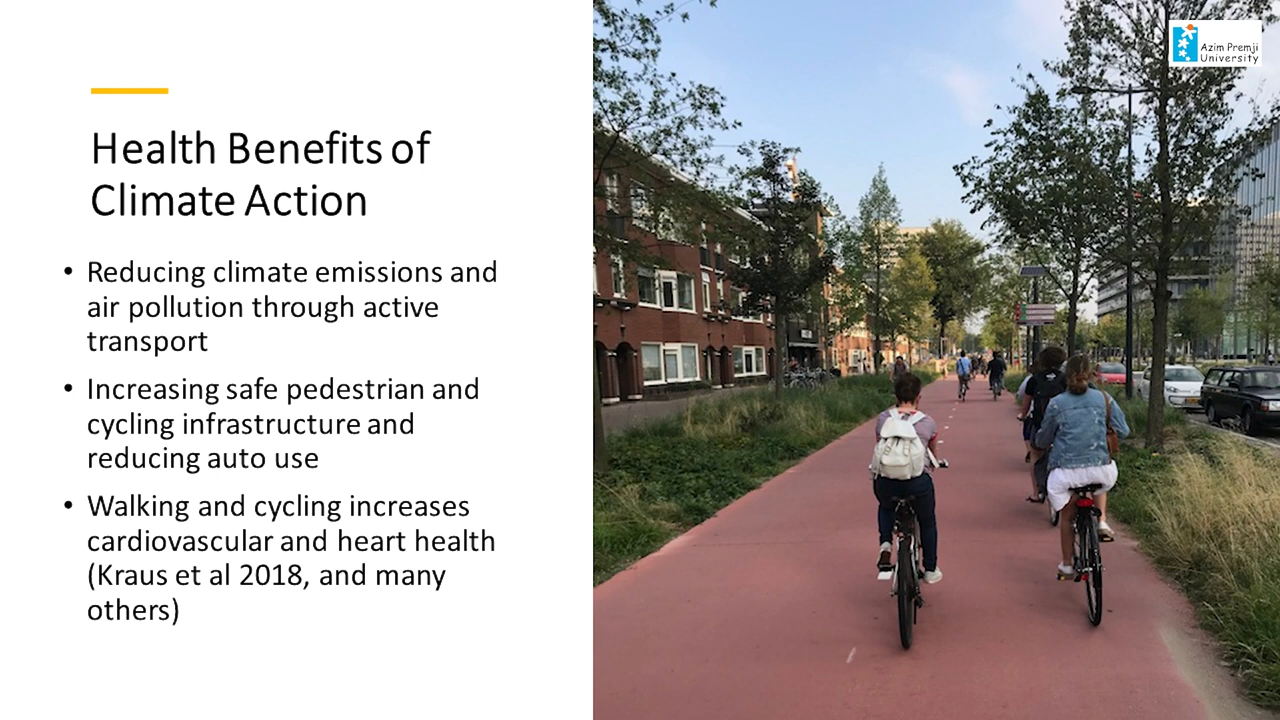 Azim Premji
University
Health Benefits of
Climate Action
• Reducing climate emissions and
air pollution through active
transport
• Increasing safe pedestrian and
cycling infrastructure and
reducing auto use
• Walking and cycling increases
cardiovascular and heart health
(Kraus et al 2018, and many
others)